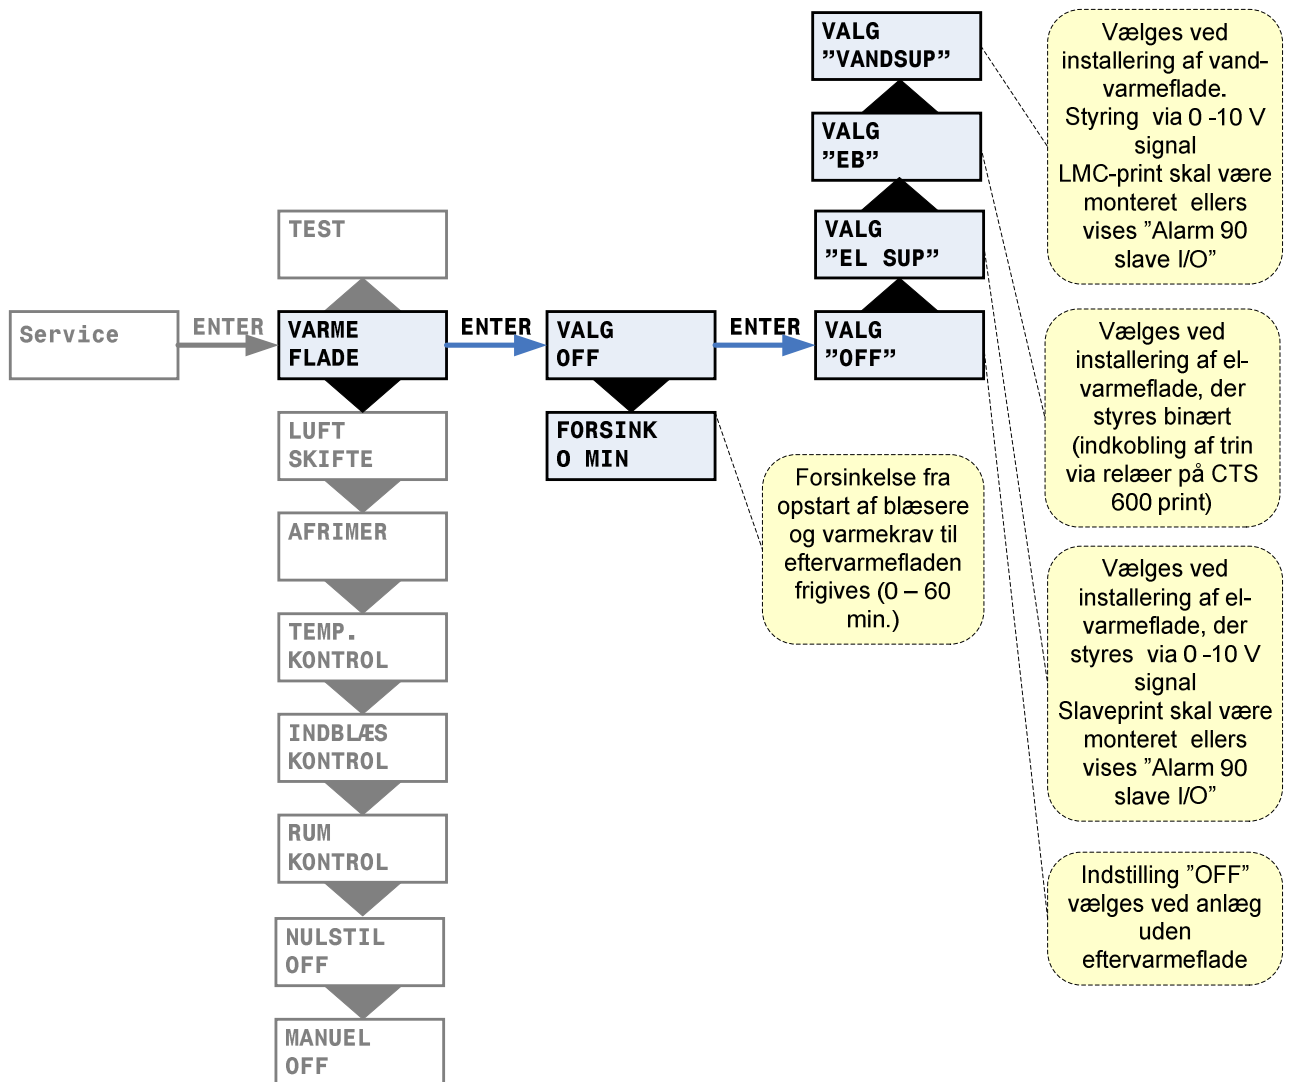 VALG
”VANDSUP”
VALG
”EB”
VALG
”EL SUP”
TEST
Service
ENTER
VARME
FLADE
ENTER
VALG
OFF
ENTER
VALG
”OFF”
FORSINK
0 MIN
LUFT
SKIFTE
AFRIMER
TEMP.
KONTROL
INDBLÆS
KONTROL
RUM
KONTROL
NULSTIL
OFF
MANUEL
OFF
Forsinkelse fra
opstart af blæsere
og varmekrav til
eftervarmefladen
frigives (0 – 60
min.)
Vælges ved
installering af vand-
varmeflade.
Styring via 0 -10 V
signal
LMC-print skal være
monteret ellers
vises ”Alarm 90
slave I/O”
Vælges ved
installering af el-
varmeflade, der
styres binært
(indkobling af trin
via relæer på CTS
600 print)
Vælges ved
installering af el-
varmeflade, der
styres via 0 -10 V
signal
Slaveprint skal være
monteret ellers
vises ”Alarm 90
slave I/O”
Indstilling ”OFF”
vælges ved anlæg
uden
eftervarmeflade